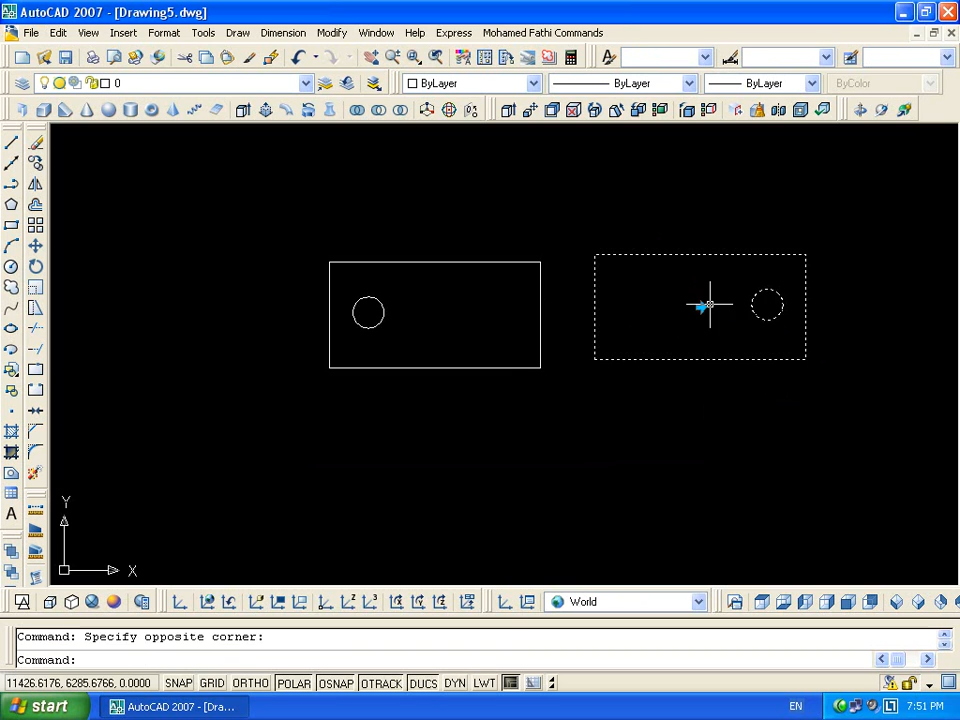 AutoCAD 2007 - [Drawing5.dwg]
File Edit View Insert Format Tools Draw Dimension Modify Window Help Express Mohamed Fathi Commands
0 ByLayer ByLayer ByLayer ByColor
A
Y
X
World
Command: Specify opposite corner:
Command:
11426.6176, 6285.6766, 0.0000 SNAP GRID ORTHO POLAR OSNAP OTRACK DUCS DYN LWT
start AutoCAD 2007 - [Dra... EN 7:51 PM